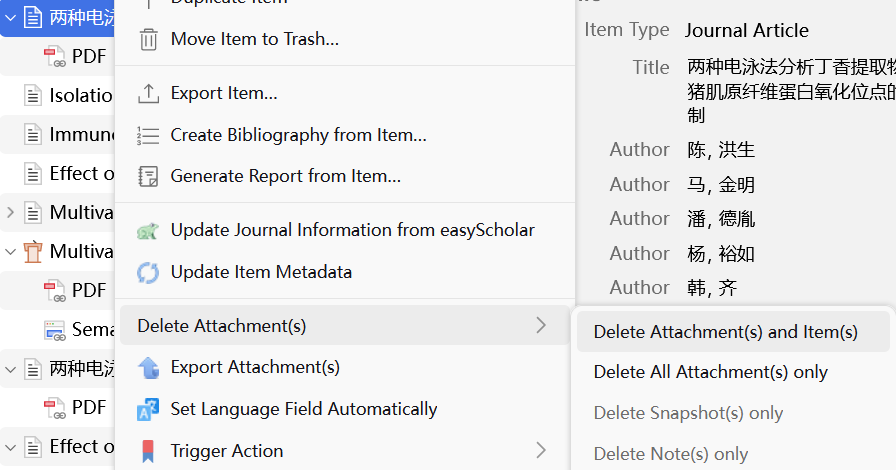 两种电泳
PDF
Isolatio
Immun
Effect o
Multiva
Multiva
PDF
Sema
两种电泳
PDF
Effect o
Duplicate Item
Move Item to Trash...
Export Item...
Create Bibliography from Item...
Generate Report from Item...
Update Journal Information from easyScholar
Update Item Metadata
Delete Attachment(s)
Export Attachment(s)
Set Language Field Automatically
Trigger Action
Delete Attachment(s) and Item(s)
Delete All Attachment(s) only
Delete Snapshot(s) only
Delete Note(s) only
Item Type Journal Article
Title 两种电泳法分析丁香提取物
猪肌原纤维蛋白氧化位点的
制
Author 陈, 洪生
Author 马, 金明
Author 潘, 德胤
Author 杨, 裕如
Author 韩, 齐